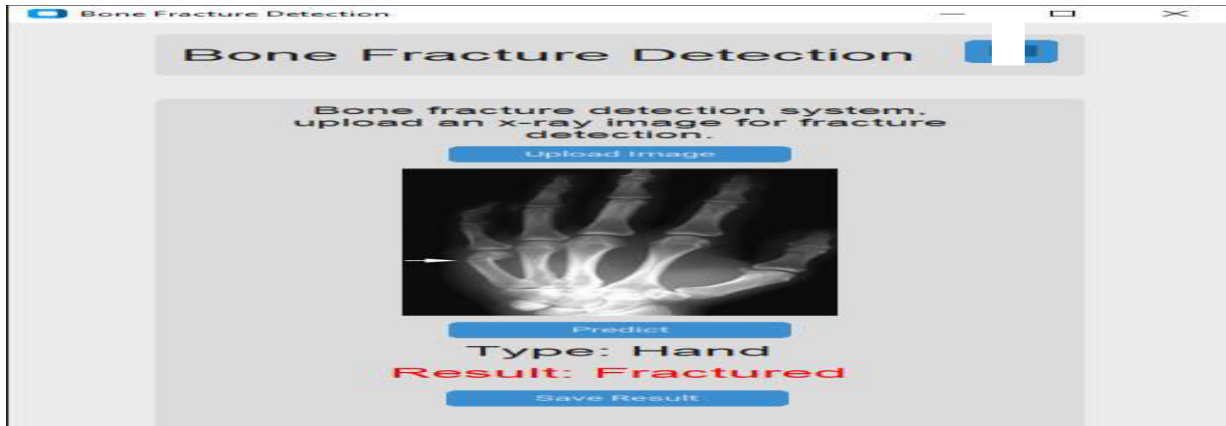 Bone Fracture Detection
Bone Fracture Detection
Bone fracture detection system,
upload an x-ray image for fracture
detection.
Upload Image
Predict
Type: Hand
Result: Fractured
Save Result